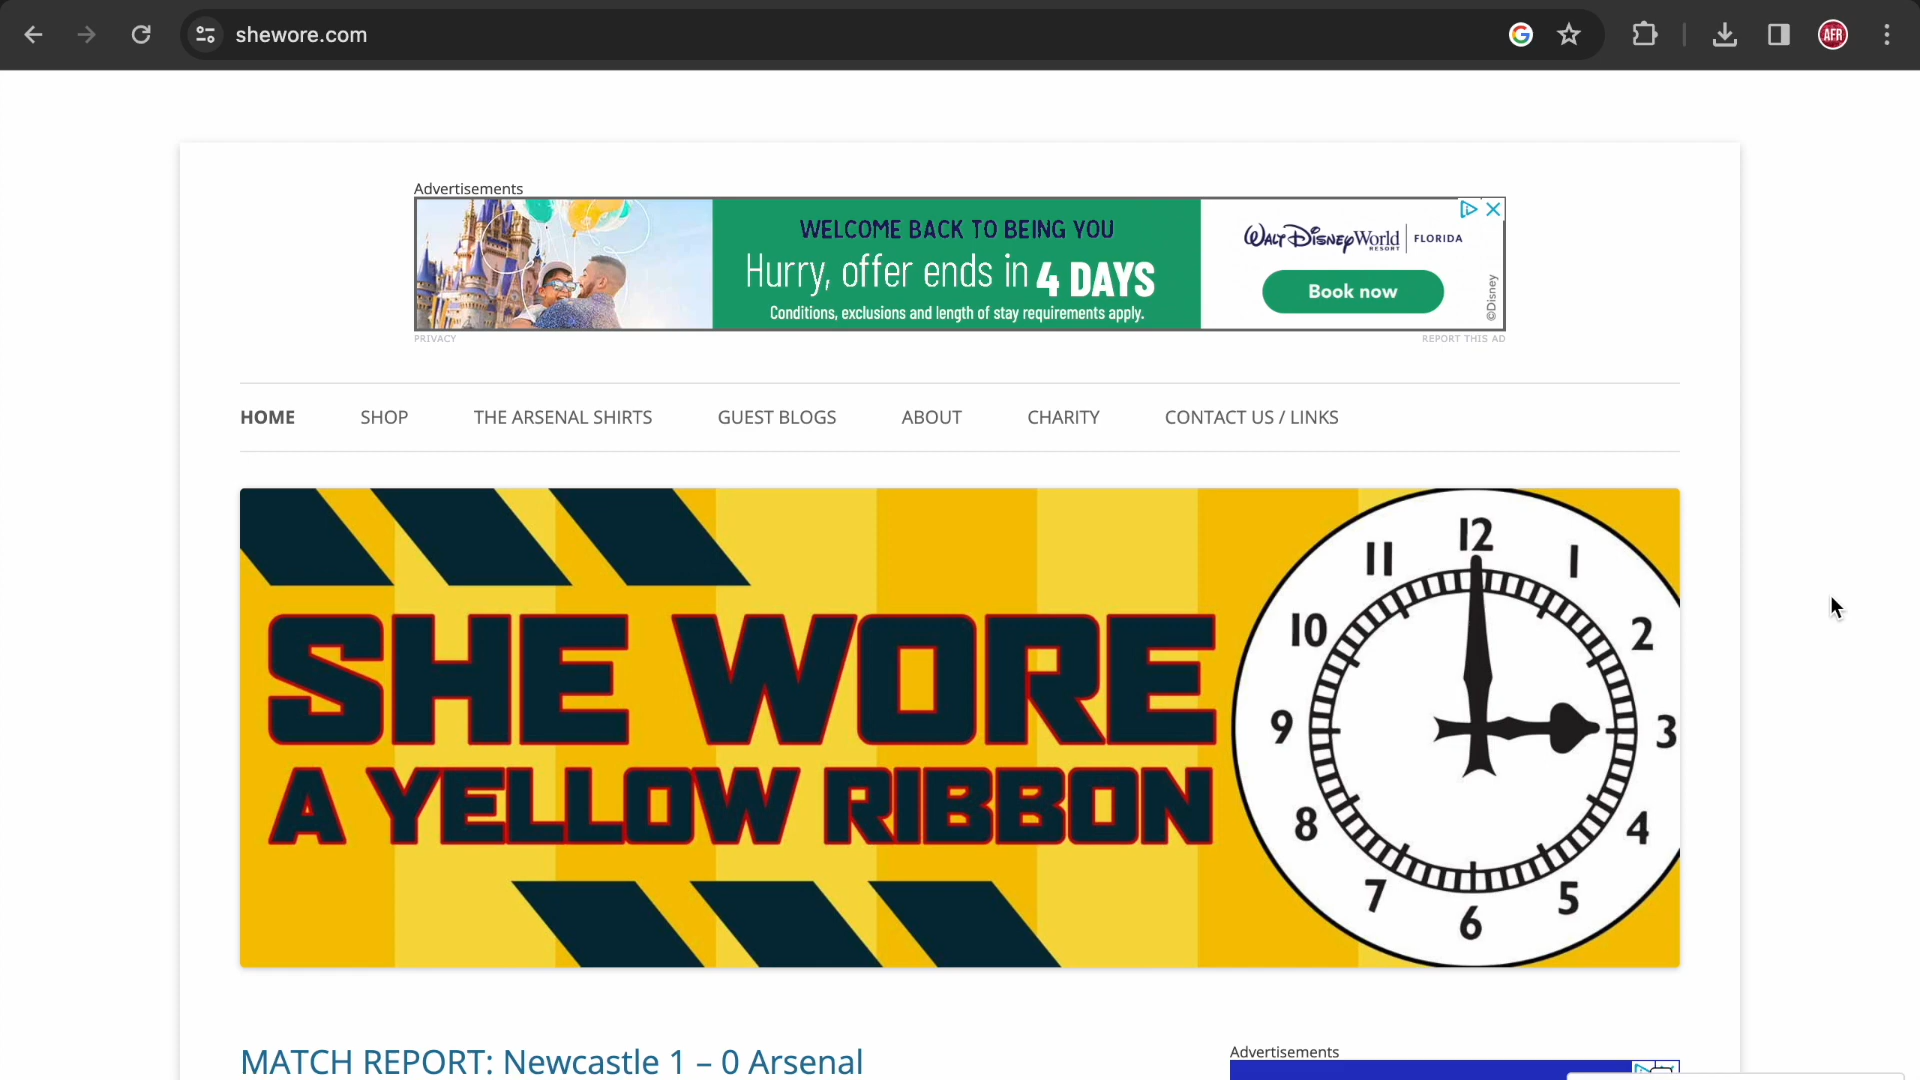 shewore.com
AFR
Advertisements
WELCOME BACK TO BEING YOU
Hurry, offer ends in 4 DAYS
Conditions, exclusions and length of stay requirements apply.
WALT DISNEY World
RESORT
FLORIDA
Book now
©Disney
PRIVACY
REPORT THIS AD
HOME
SHOP
THE ARSENAL SHIRTS
GUEST BLOGS
ABOUT
CHARITY
CONTACT US / LINKS
SHE WORE
A YELLOW RIBBON
12
1
2
3
4
5
6
7
8
9
10
11
MATCH REPORT: Newcastle 1 – 0 Arsenal
Advertisements